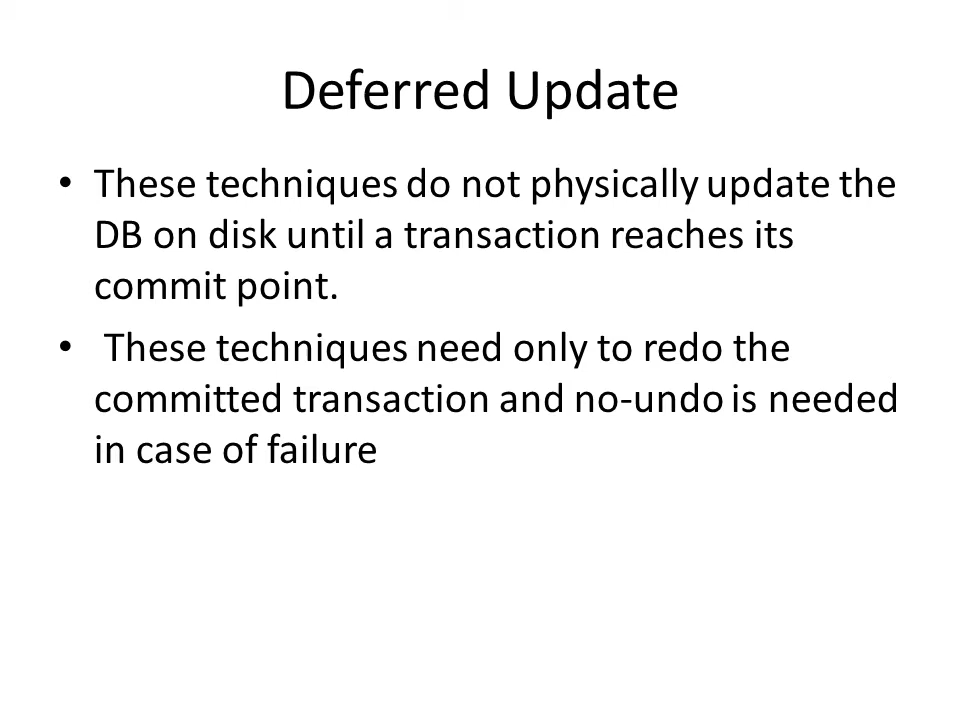 Deferred Update
• These techniques do not physically update the
DB on disk until a transaction reaches its
commit point.
• These techniques need only to redo the
committed transaction and no-undo is needed
in case of failure